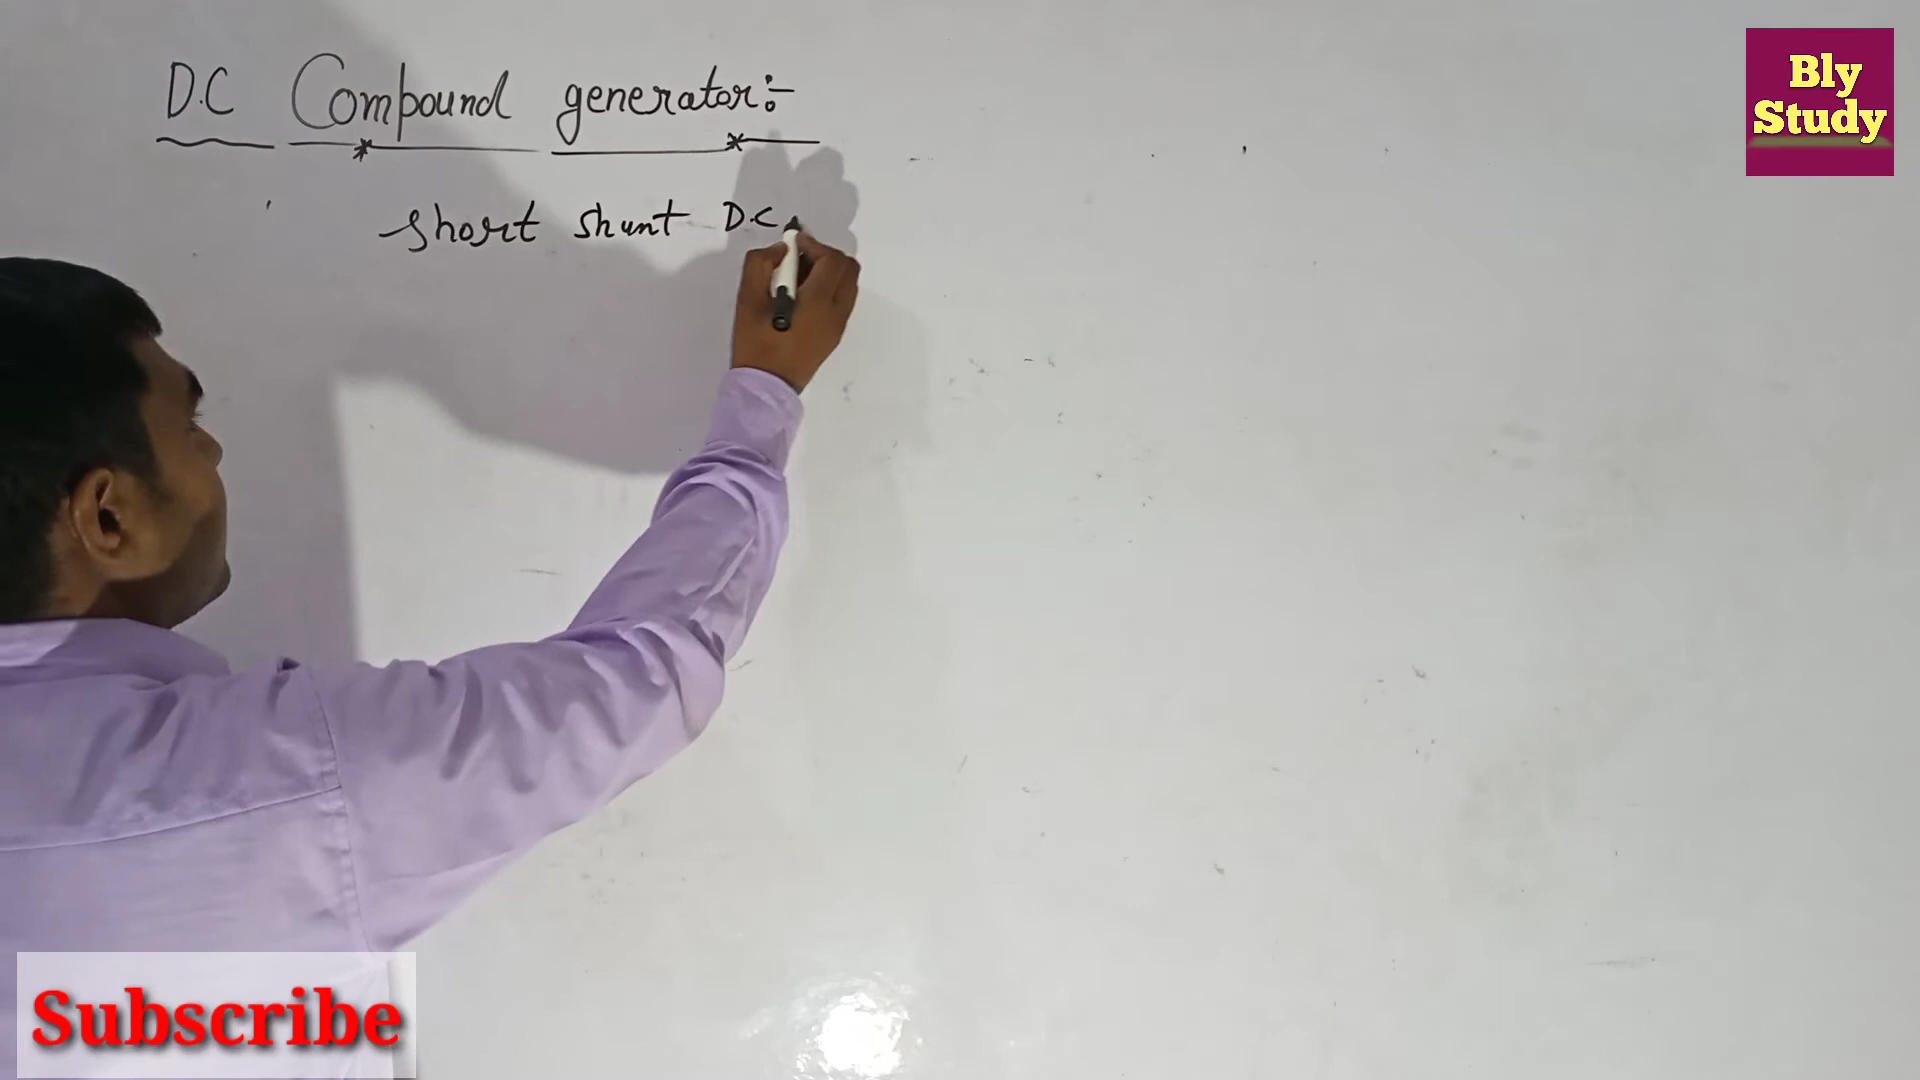 D.C Compound generator:-
Short shunt D.C
Bly
Study
Subscribe